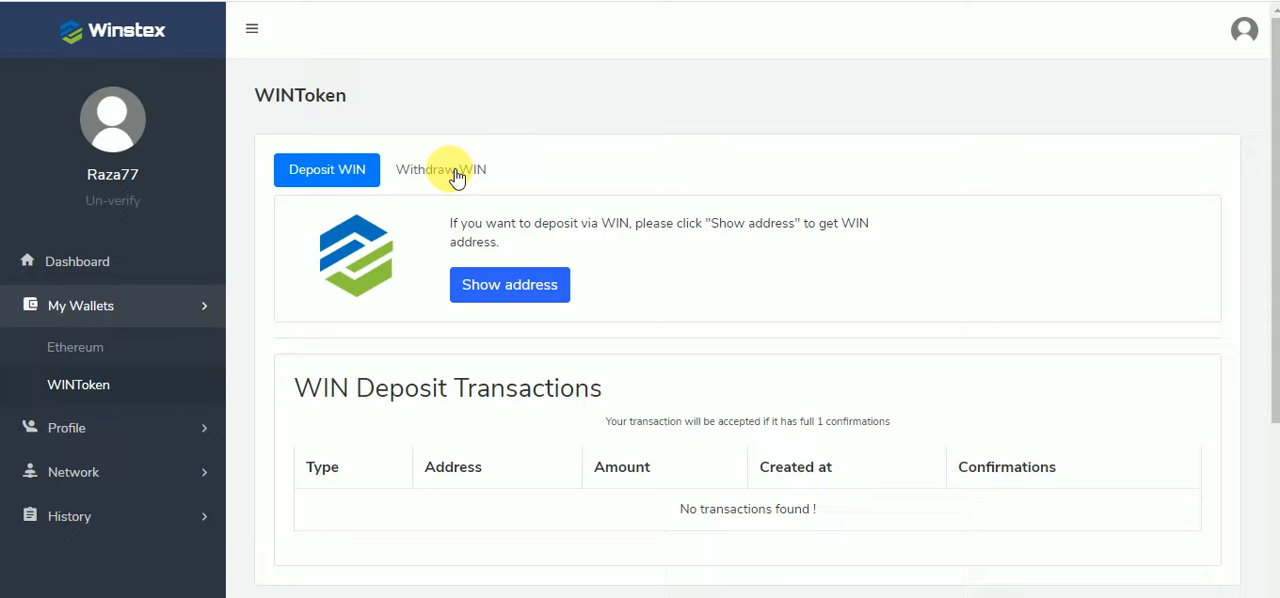 Winstex
Raza77
Un-verify
Dashboard
My Wallets
Ethereum
WINToken
Profile
Network
History
WINToken
Deposit WIN
Withdraw WIN
If you want to deposit via WIN, please click "Show address" to get WIN
address.
Show address
WIN Deposit Transactions
Your transaction will be accepted if it has full 1 confirmations
Type Address Amount Created at Confirmations
No transactions found !